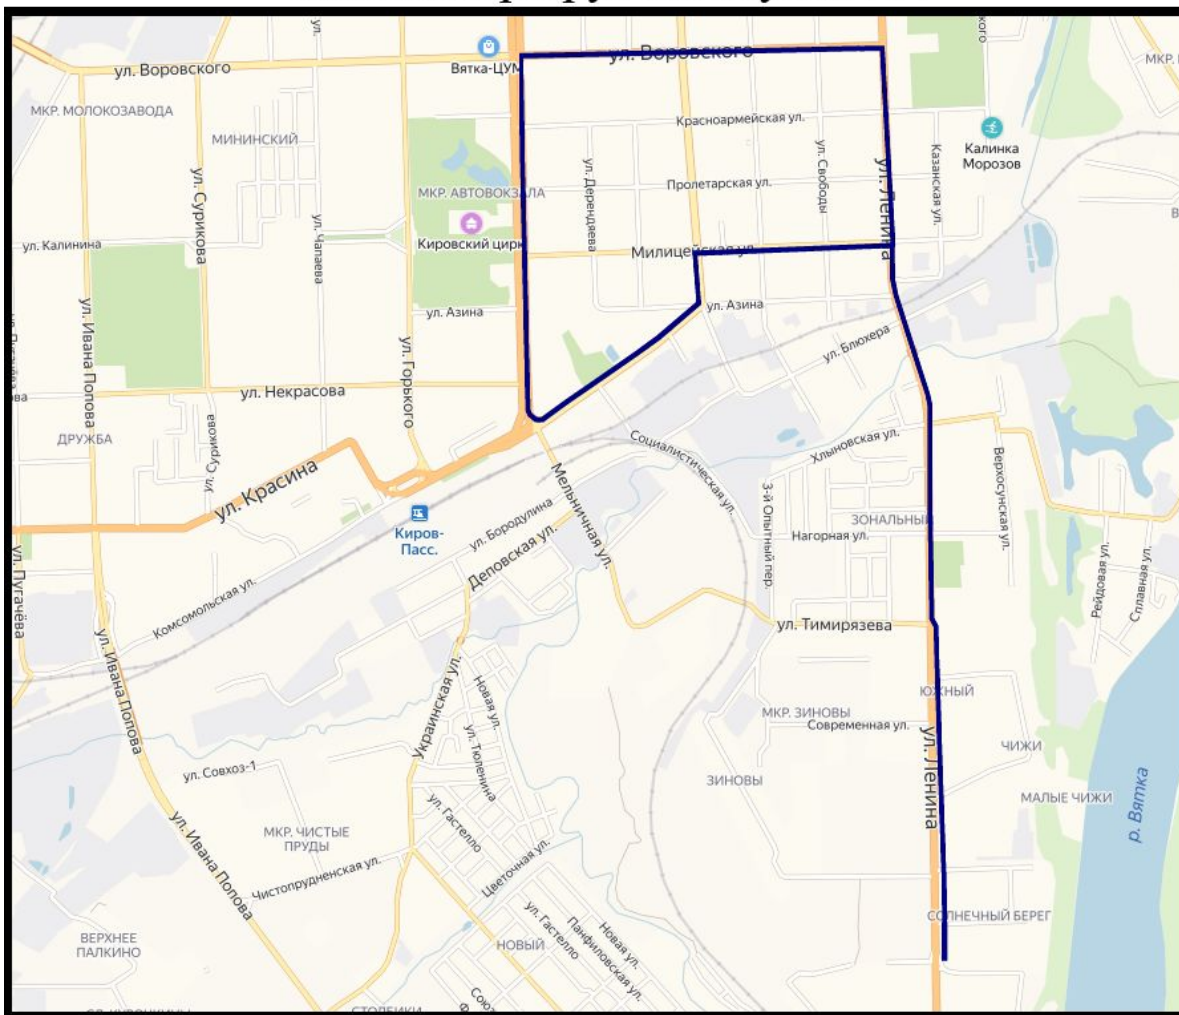 ул. Воровского
Вятка-ЦУМ
ул. Воровского
МКР. МОЛОКОЗАВОДА
МИНИНСКИЙ
ул. Сурикова
ул. Чапаева
МКР. АВТОВОКЗАЛА
Кировский цирк
ул. Калинина
ул. Азина
ул. Ивана Попова
ул. Горького
ул. Некрасова
ДРУЖБА
ул. Сурикова
ул. Красина
Киров-
Пасс.
Красноармейская ул.
ул. Дерендяева
Пролетарская ул.
ул. Свободы
ул. Ленина
Казанская ул.
Калинка
Морозов
Милицейская ул.
ул. Азина
ул. Блюхера
Социалистическая ул.
Хлыновская ул.
Мельничная ул.
ул. Бородулина
Деповская ул.
3-й Опытный пер.
ЗОНАЛЬНЫЙ
Нагорная ул.
Верхосунская ул.
Рейдовая ул.
Сплавная ул.
ул. Пугачёва
Комсомольская ул.
ул. Ивана Попова
ул. Тимирязева
Украинская ул.
Новая ул.
ул. Тюленина
ЮЖНЫЙ
МКР. ЗИНОВЫ
Современная ул.
ул. Ленина
ЧИЖИ
ЗИНОВЫ
МАЛЫЕ ЧИЖИ
р. Вятка
ул. Совхоз-1
ул. Гастелло
МКР. ЧИСТЫЕ
ПРУДЫ
ул. Ивана Попова
Чистопрудненская ул.
Цветочная ул.
ул. Гастелло
Панфиловская ул.
Новая ул.
СОЛНЕЧНЫЙ БЕРЕГ
ВЕРХНЕЕ
ПАЛКИНО
НОВЫЙ